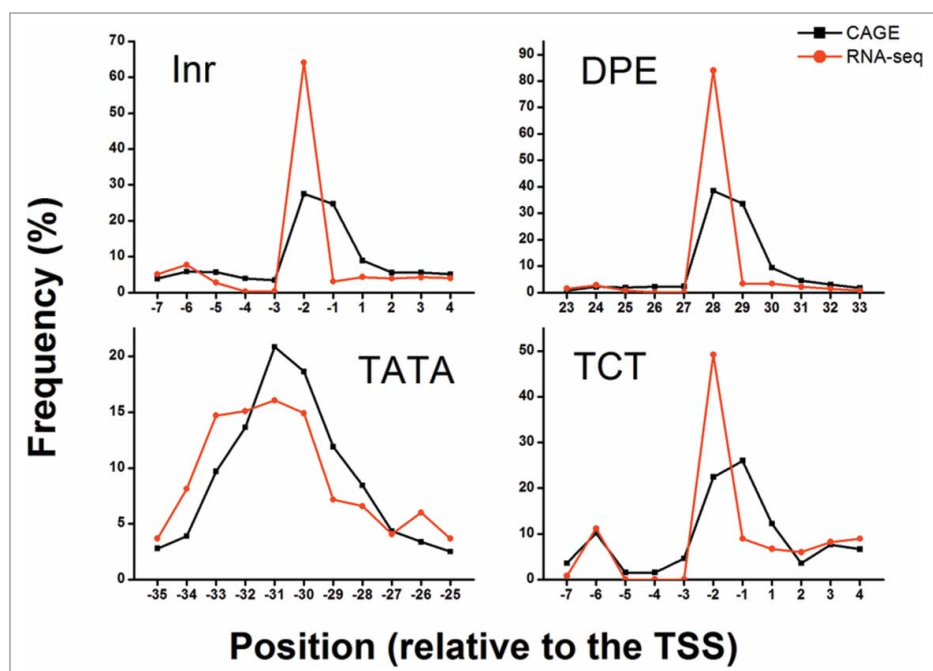 CAGE
RNA-seq
Inr
70
60
50
40
30
20
10
0
-7 -6 -5 -4 -3 -2 -1 1 2 3 4
DPE
90
80
70
60
50
40
30
20
10
0
23 24 25 26 27 28 29 30 31 32 33
Frequency (%)
TATA
20
15
10
5
0
-35 -34 -33 -32 -31 -30 -29 -28 -27 -26 -25
TCT
50
40
30
20
10
0
-7 -6 -5 -4 -3 -2 -1 1 2 3 4
Position (relative to the TSS)